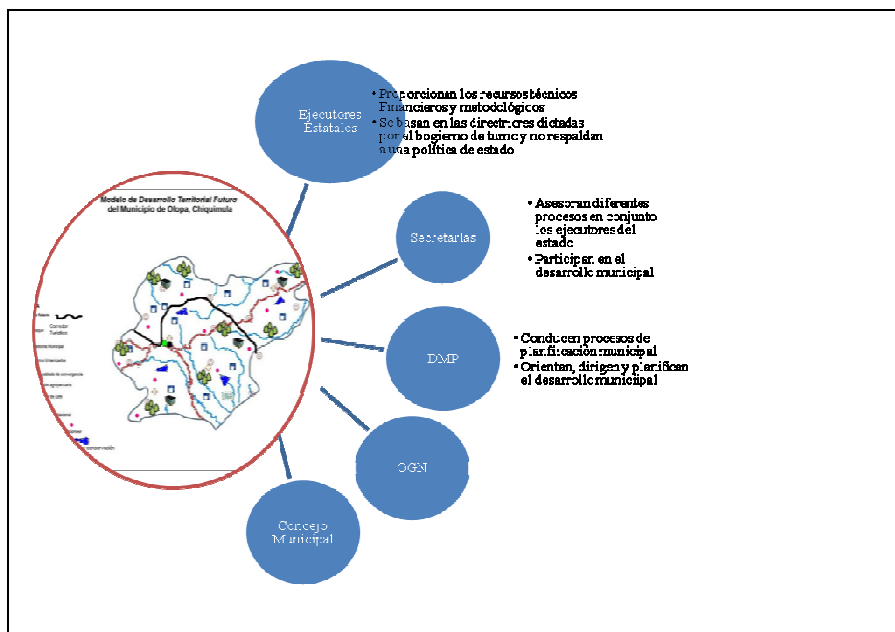 Ejecutores
Estatales
• Proporcionan los recursos técnicos
Financieros y metodológicos
• Se basan en las directrices dictadas
por el bogierno de turno y no respaldan
a una política de estado
Modelo de Desarrollo Territorial Futuro
del Municipio de Olopa, Chiquimula
Secretarías
• Asesoran diferentes
procesos en conjunto
los ejecutores del
estado
• Participan en el
desarrollo municipal
Corredor
Turístico
DMP
• Conducen procesos de
planificación municipal
• Orientan, dirigen y planifican
el desarrollo municipal
OGN
Concejo
Municipal